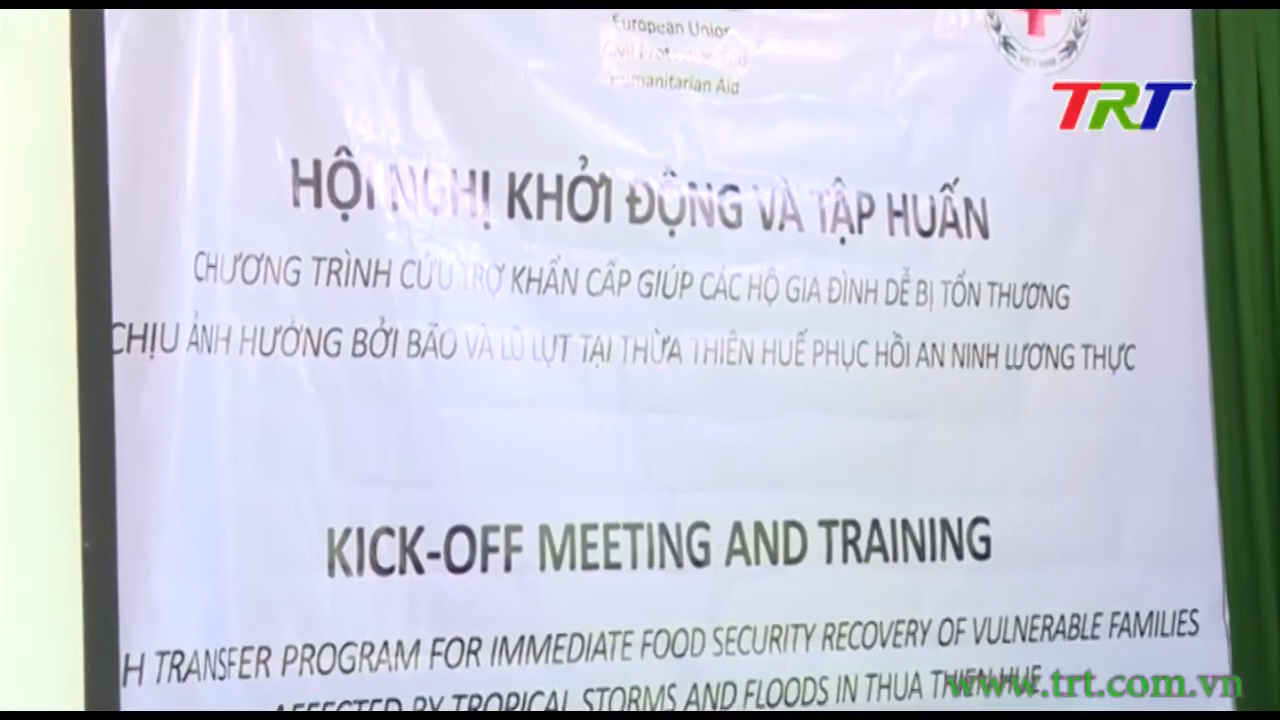 European Union
Humanitarian Aid
VIỆT NAM
TRT
HỘI NGHỊ KHỞI ĐỘNG VÀ TẬP HUẤN
CHƯƠNG TRÌNH CỨU TRỢ KHẨN CẤP GIÚP CÁC HỘ GIA ĐÌNH DỄ BỊ TỔN THƯƠNG
CHỊU ẢNH HƯỞNG BỞI BÃO VÀ LŨ LỤT TẠI THỪA THIÊN HUẾ PHỤC HỒI AN NINH LƯƠNG THỰC
KICK-OFF MEETING AND TRAINING
H TRANSFER PROGRAM FOR IMMEDIATE FOOD SECURITY RECOVERY OF VULNERABLE FAMILIES
AFFECTED BY TROPICAL STORMS AND FLOODS IN THUA THIEN HUE
www.trt.com.vn